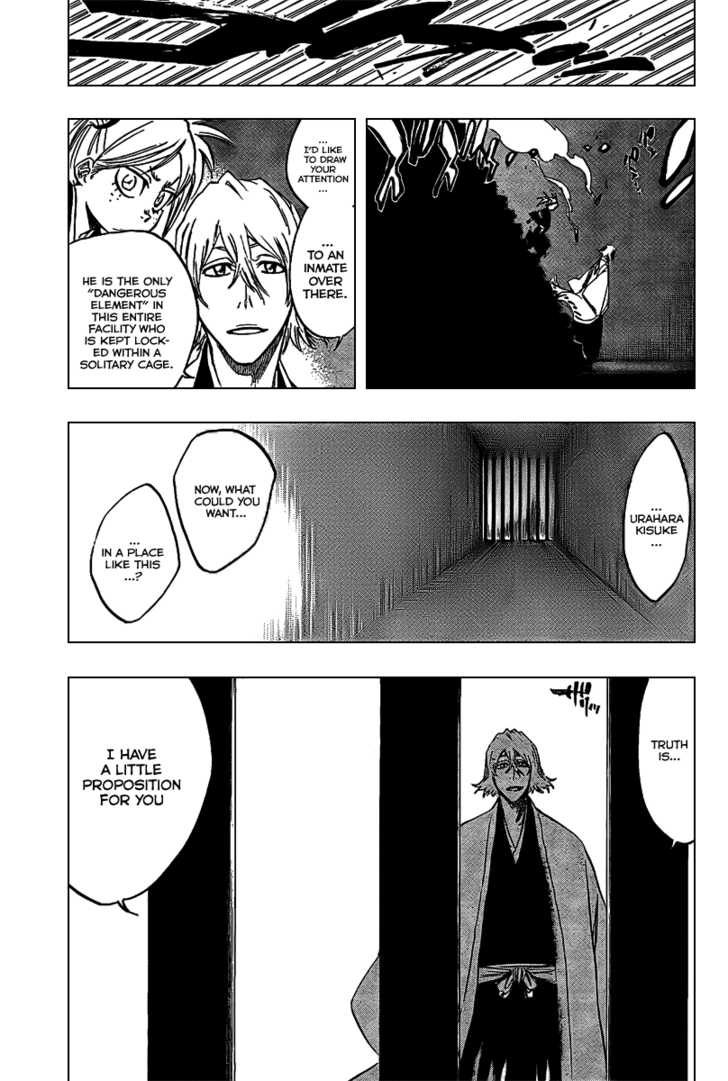 ...
I'D LIKE
TO DRAW
YOUR
ATTENTION
...
...
TO AN
INMATE
OVER
THERE.
HE IS THE ONLY
"DANGEROUS
ELEMENT" IN
THIS ENTIRE
FACILITY WHO
IS KEPT LOCK-
ED WITHIN A
SOLITARY CAGE.
...
URAHARA
KISUKE
...
NOW, WHAT
COULD YOU
WANT...
...
IN A PLACE
LIKE THIS
...?
TRUTH
IS...
I HAVE
A LITTLE
PROPOSITION
FOR YOU